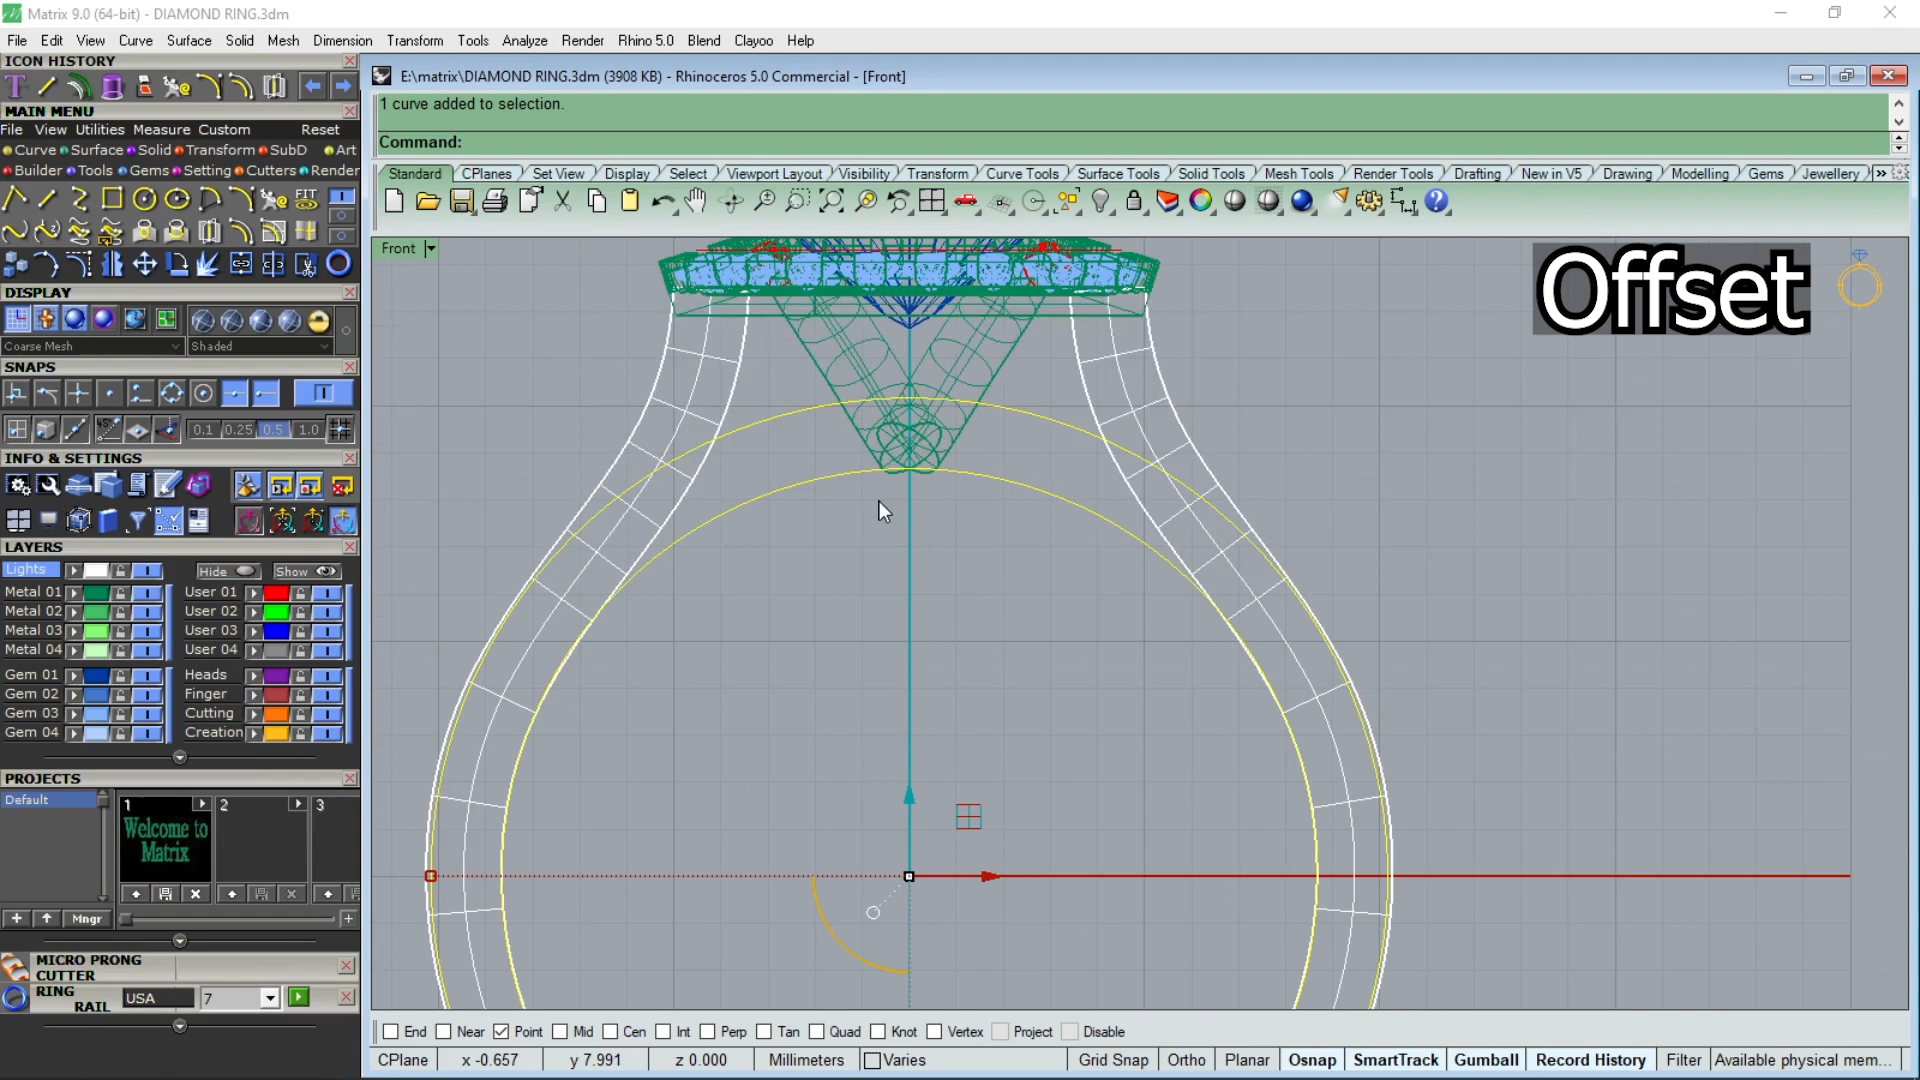 Matrix 9.0 (64-bit) - DIAMOND RING.3dm
File Edit View Curve Surface Solid Mesh Dimension Transform Tools Analyze Render Rhino 5.0 Blend Clayoo Help
ICON HISTORY
E:\matrix\DIAMOND RING.3dm (3908 KB) - Rhinoceros 5.0 Commercial - [Front]
1 curve added to selection.
Command:
MAIN MENU
File View Utilities Measure Custom Reset
Curve Surface Solid Transform SubD Art
Builder Tools Gems Setting Cutters Render
Standard CPlanes Set View Display Select Viewport Layout Visibility Transform Curve Tools Surface Tools Solid Tools Mesh Tools Render Tools Drafting New in V5 Drawing Modelling Gems Jewellery
FIT
Front
Offset
DISPLAY
Coarse Mesh Shaded
SNAPS
45°
0.1 0.25 0.5 1.0
INFO & SETTINGS
LAYERS
Lights Hide Show
Metal 01 User 01
Metal 02 User 02
Metal 03 User 03
Metal 04 User 04
Gem 01 Heads
Gem 02 Finger
Gem 03 Cutting
Gem 04 Creation
PROJECTS
Default 1 2 3
Welcome to
Matrix
Mngr
MICRO PRONG
CUTTER
RING
RAIL USA 7
End Near Point Mid Cen Int Perp Tan Quad Knot Vertex Project Disable
CPlane x -0.657 y 7.991 z 0.000 Millimeters Varies Grid Snap Ortho Planar Osnap SmartTrack Gumball Record History Filter Available physical mem...